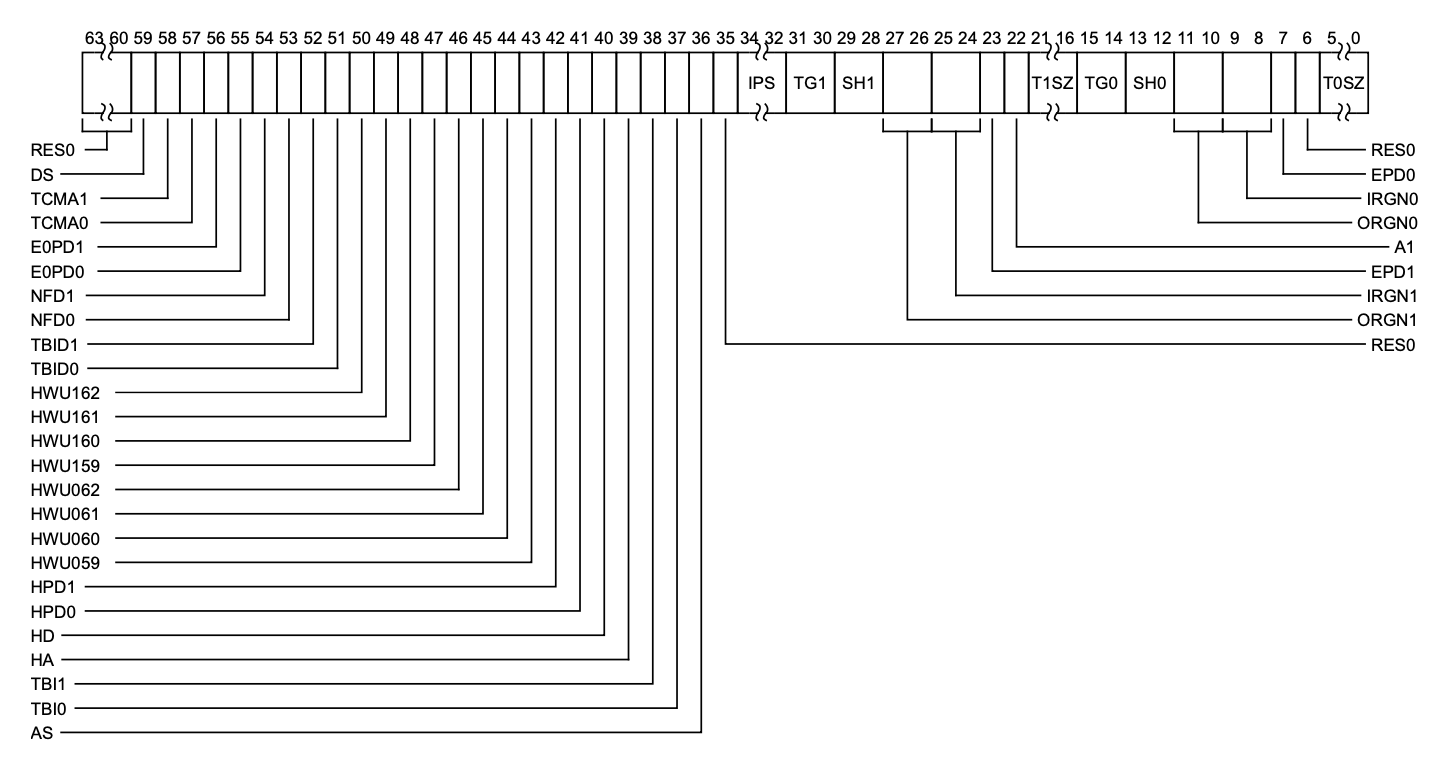 63 60 59 58 57 56 55 54 53 52 51 50 49 48 47 46 45 44 43 42 41 40 39 38 37 36 35 34 32 31 30 29 28 27 26 25 24 23 22 21 16 15 14 13 12 11 10 9 8 7 6 5 0
IPS TG1 SH1 T1SZ TG0 SH0 T0SZ
RES0 RES0
DS EPD0
TCMA1 IRGN0
TCMA0 ORGN0
E0PD1 A1
E0PD0 EPD1
NFD1 IRGN1
NFD0 ORGN1
TBID1 RES0
TBID0
HWU162
HWU161
HWU160
HWU159
HWU062
HWU061
HWU060
HWU059
HPD1
HPD0
HD
HA
TBI1
TBI0
AS